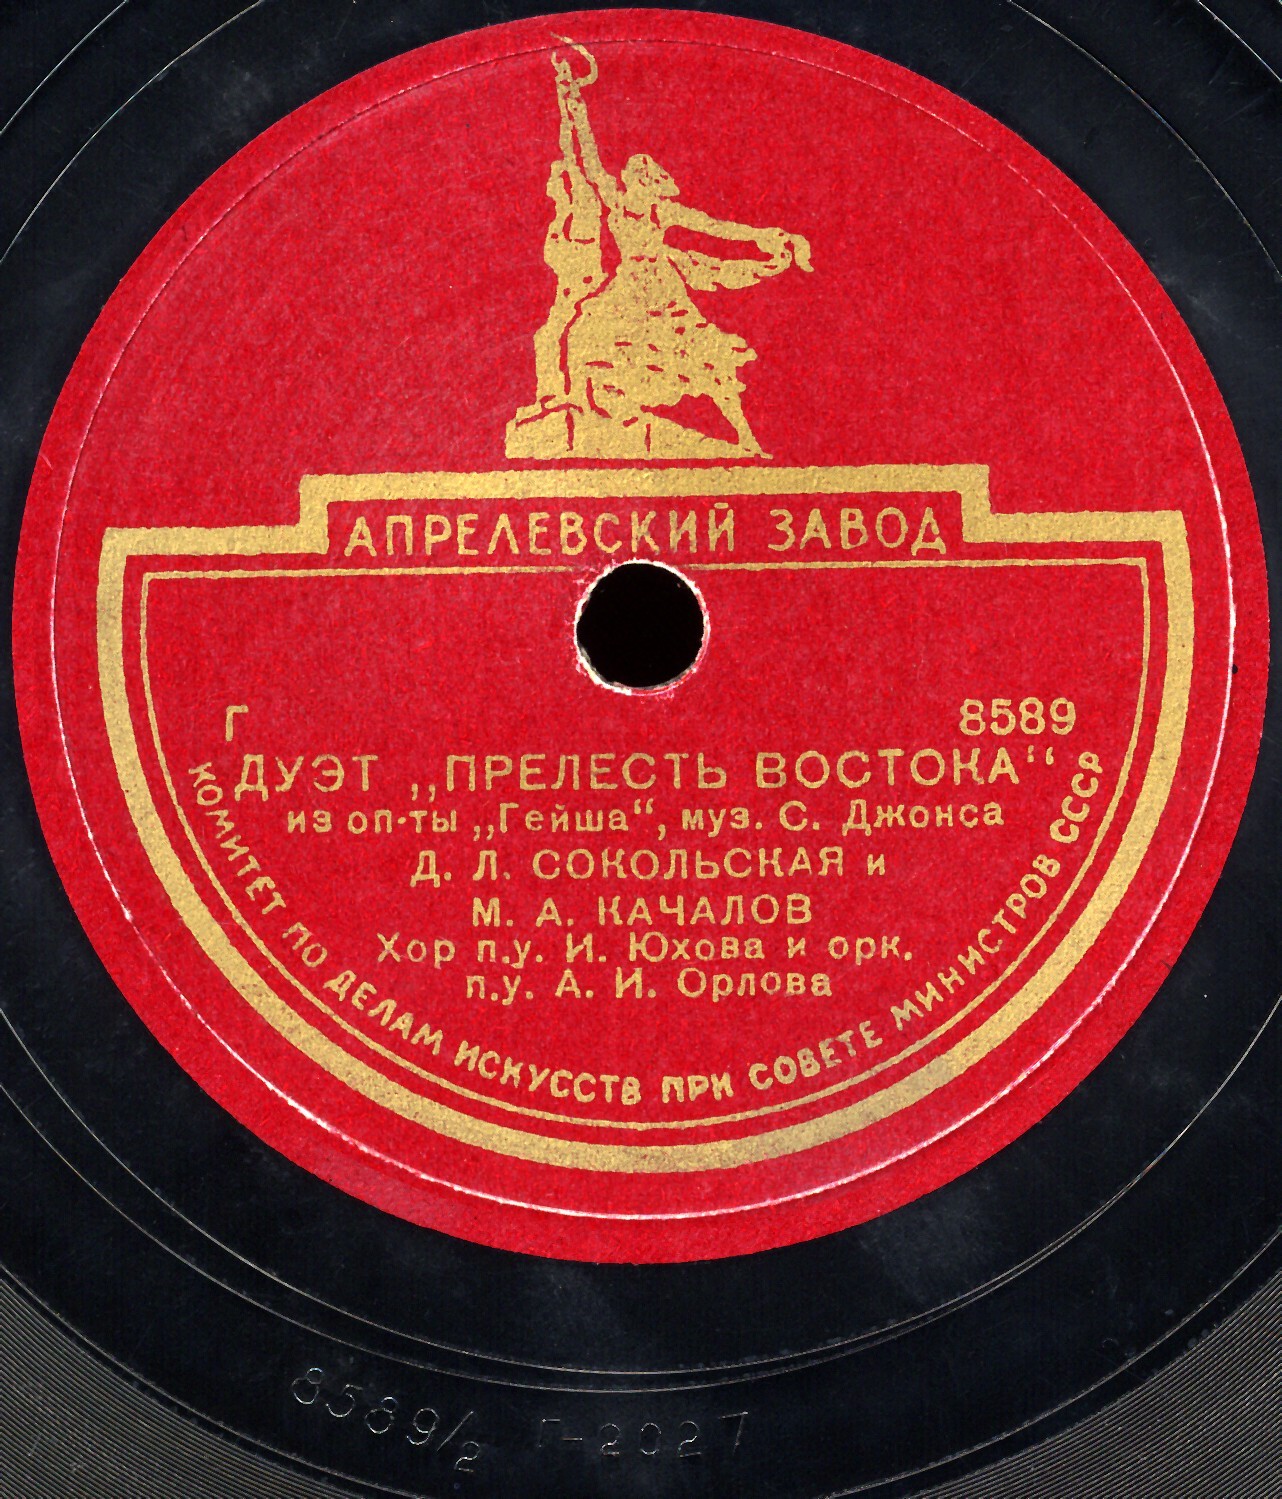 АПРЕЛЕВСКИЙ ЗАВОД
Г 8589
ДУЭТ „ПРЕЛЕСТЬ ВОСТОКА“
из оп-ты „Гейша“, муз. С. Джонса
Д. Л. СОКОЛЬСКАЯ и
М. А. КАЧАЛОВ
Хор п.у. И. Юхова и орк.
п.у. А. И. Орлова
КОМИТЕТ ПО ДЕЛАМ ИСКУССТВ ПРИ СОВЕТЕ МИНИСТРОВ СССР
8589/2 Г-2027